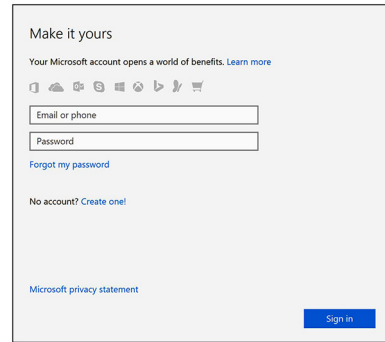 Make it yours
Your Microsoft account opens a world of benefits. Learn more
Email or phone
Password
Forgot my password
No account? Create one!
Microsoft privacy statement
Sign in